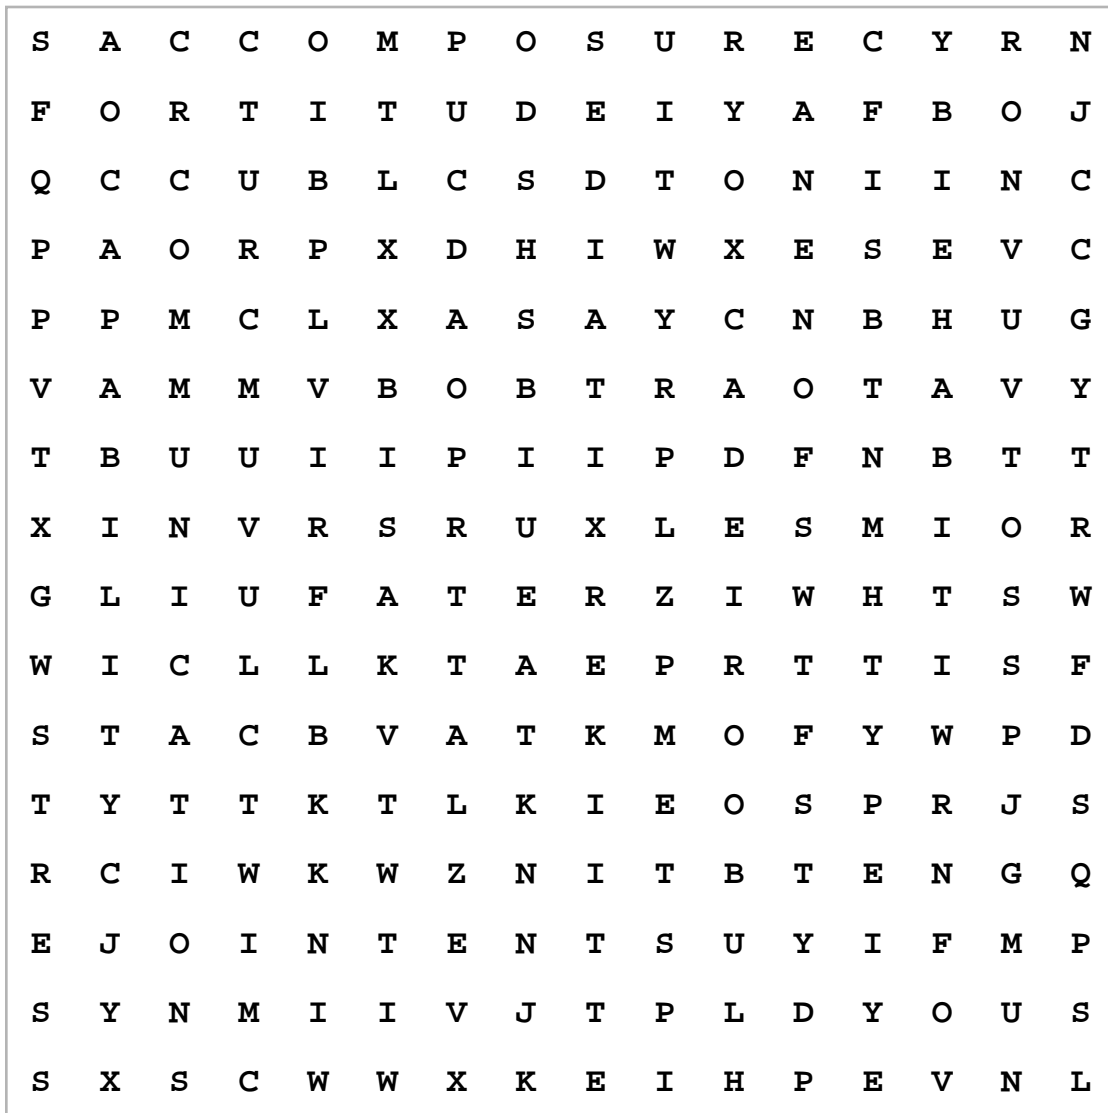 S A C C O M P O S U R E C Y R N
F O R T I T U D E I Y A F B O J
Q C C U B L C S D T O N I I N C
P A O R P X D H I W X E S E V C
P P M C L X A S A Y C N B H U G
V A M M V B O B T R A O T A V Y
T B U U I I P I I P D F N B T T
X I N V R S R U X L E S M I O R
G L I U F A T E R Z I W H T S W
W I C L L K T A E P R T T I S F
S T A C B V A T K M O F Y W P D
T Y T T K T L K I E O S P R J S
R C I W K W Z N I T B T E N G Q
E J O I N T E N T S U Y I F M P
S Y N M I I V J T P L D Y O U S
S X S C W W X K E I H P E V N L